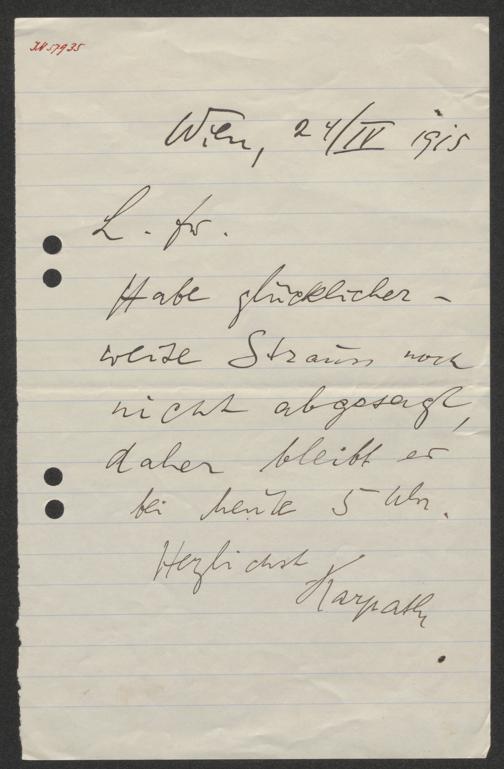 IN 57935
Wien, 24/IV 1915
L. fr.
Habe glücklicher-
weise Strauss noch
nicht abgesagt,
daher bleibt es
bei heute 5 Uhr.
Herzlichst
Karpath